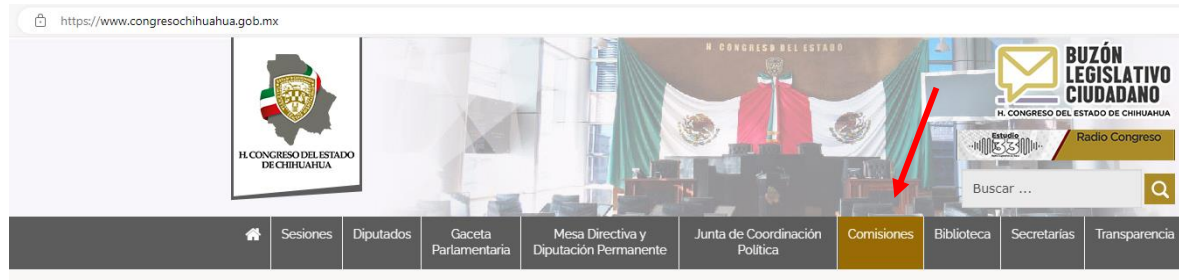 https://www.congresochihuahua.gob.mx
H CONGRESO DEL ESTADO
BUZÓN
LEGISLATIVO
CIUDADANO
H. CONGRESO DEL ESTADO DE CHIHUAHUA
H. CONGRESO DEL ESTADO
DE CHIHUAHUA
Estudio
33
Radio Congreso
Buscar ...
Sesiones
Diputados
Gaceta
Parlamentaria
Mesa Directiva y
Diputación Permanente
Junta de Coordinación
Política
Comisiones
Biblioteca
Secretarías
Transparencia